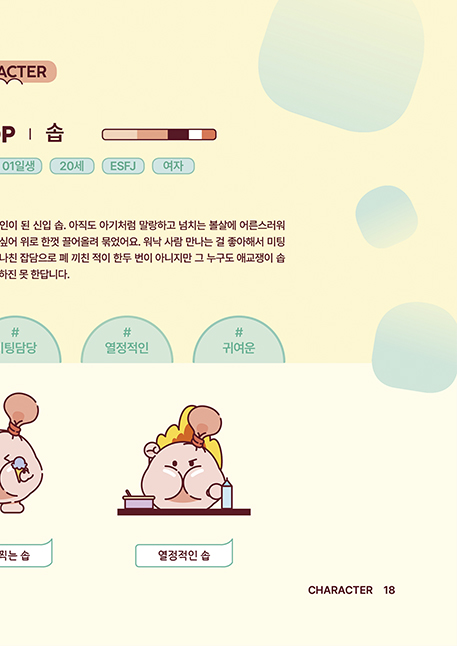 ACTER
P | 솝
01일생 20세 ESFJ 여자
인이 된 신입 솝. 아직도 아기처럼 말랑하고 넘치는 볼살에 어른스러워
싶어 위로 한껏 끌어올려 묶었어요. 워낙 사람 만나는 걸 좋아해서 미팅
나친 잡담으로 폐 끼친 적이 한두 번이 아니지만 그 누구도 애교쟁이 솝
하진 못 한답니다.
# # #
미팅담당 열정적인 귀여운
찍는 솝 열정적인 솝
CHARACTER 18